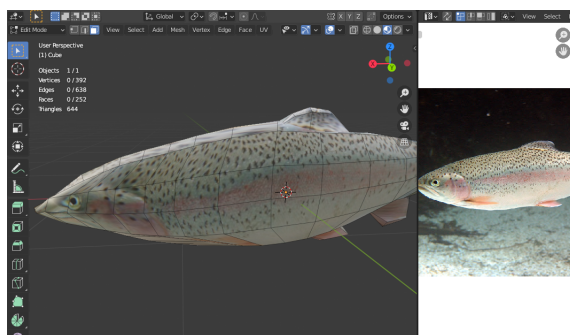 Global
X Y Z
Options
Edit Mode
View Select Add Mesh Vertex Edge Face UV
View Select
User Perspective
(1) Cube
Objects 1/1
Vertices 0/392
Edges 0/638
Faces 0/252
Triangles 644
Z
X
Y